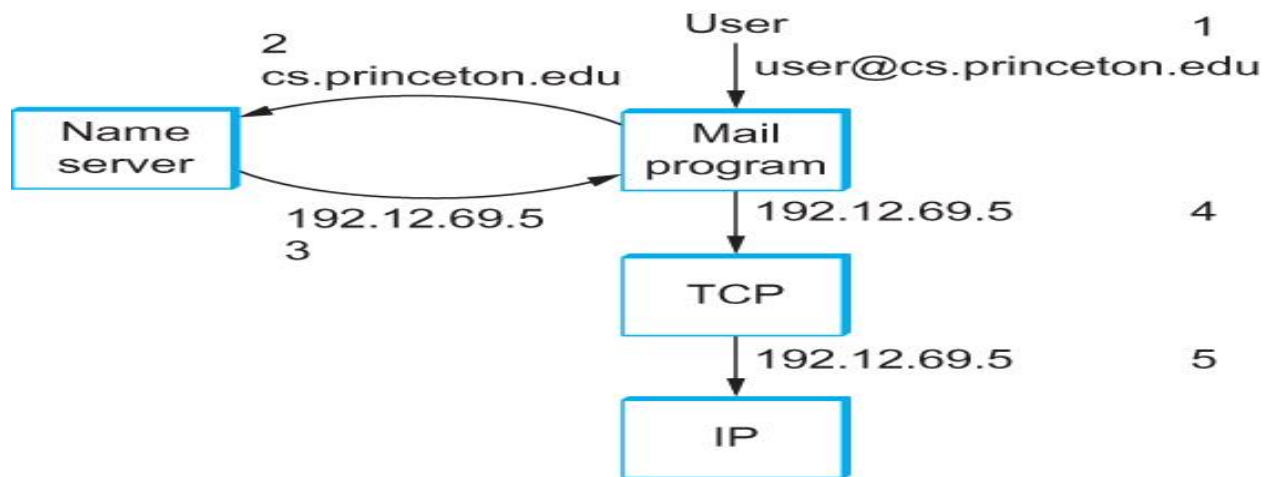 User
1
user@cs.princeton.edu
2
cs.princeton.edu
Name
server
Mail
program
192.12.69.5
3
192.12.69.5
4
TCP
192.12.69.5
5
IP